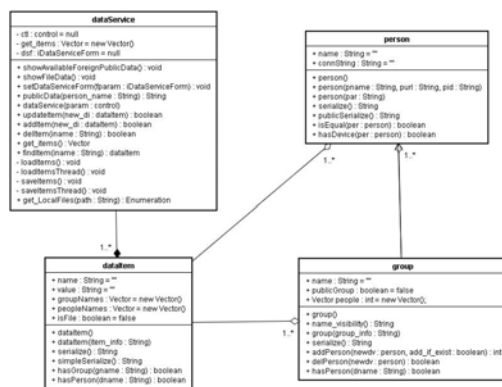 dataService
- ctl : control = null
- get_items : Vector = new Vector()
- dsf : iDataServiceForm = null
+ showAvailableForeignPublicData() : void
+ showFileData() : void
+ setDataServiceForm(fparam : iDataServiceForm) : void
+ publicData(person_name : String) : String
+ dataService(param : control)
+ updateItem(new_di : dataItem) : boolean
+ addItem(new_di : dataItem) : boolean
+ delItem(iname : String) : boolean
+ get_items() : Vector
+ findItem(iname : String) : dataItem
- loadItems() : void
- loadItemsThread() : void
- saveItems() : void
- saveItemsThread() : void
+ get_LocalFiles(path : String) : Enumeration
person
+ name : String = ""
+ connString : String = ""
+ person()
+ person(pname : String, purl : String, pid : String)
+ person(par : String)
+ serialize() : String
+ publicSerialize() : String
+ isEqual(per : person) : boolean
+ hasDevice(per : person) : boolean
1..*
1..*
1..*
dataItem
+ name : String = ""
+ value : String = ""
+ groupNames : Vector = new Vector()
+ peopleNames : Vector = new Vector()
+ isFile : boolean = false
+ dataItem()
+ dataItem(item_info : String)
+ serialize() : String
+ simpleSerialize() : String
+ hasGroup(gname : String) : boolean
+ hasPerson(dname : String) : boolean
1..*
group
+ name : String = ""
+ publicGroup : boolean = false
+ Vector people : int = new Vector();
+ group()
+ name_visibility() : String
+ group(group_info : String)
+ serialize() : String
+ addPerson(newdv : person, add_if_exist : boolean) : int
+ delPerson(newdv : person) : boolean
+ hasPerson(dname : String) : boolean